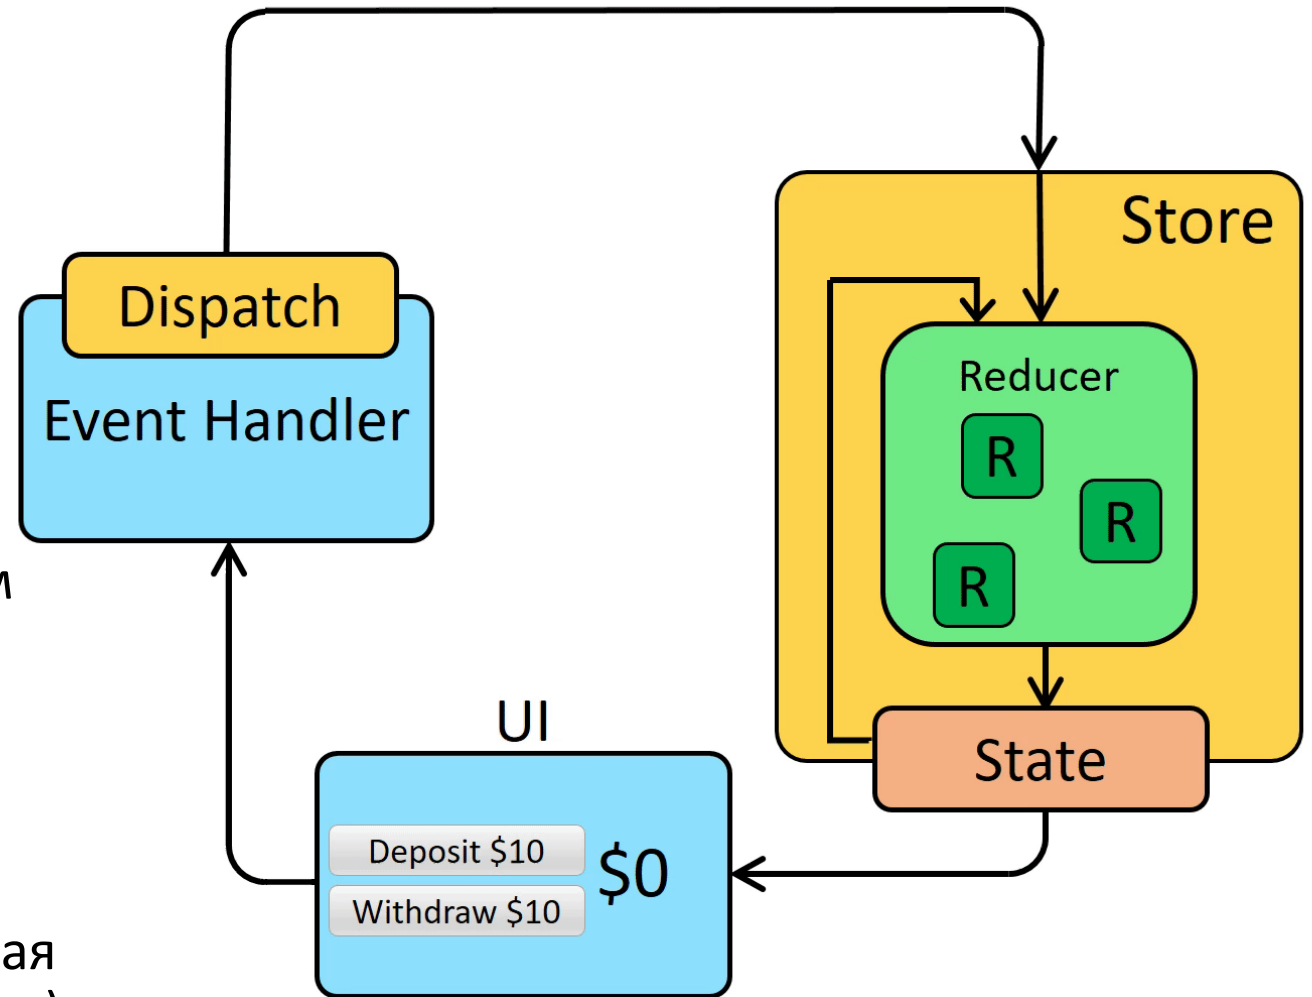 Store
Dispatch
Event Handler
Reducer
R
R
R
м
UI
State
Deposit $10
$0
Withdraw $10
ая
)